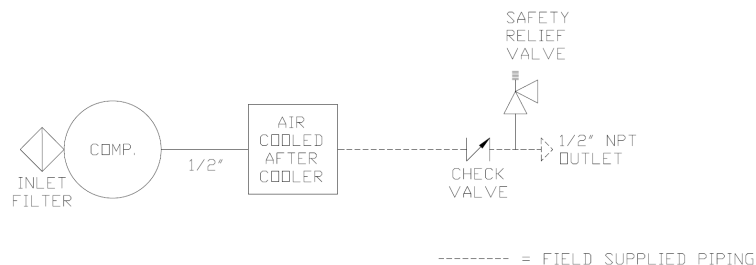 SAFETY
RELIEF
VALVE
AIR
COOLED
AFTER
COOLER
COMP.
1/2"
INLET
FILTER
CHECK
VALVE
1/2" NPT
OUTLET
= FIELD SUPPLIED PIPING